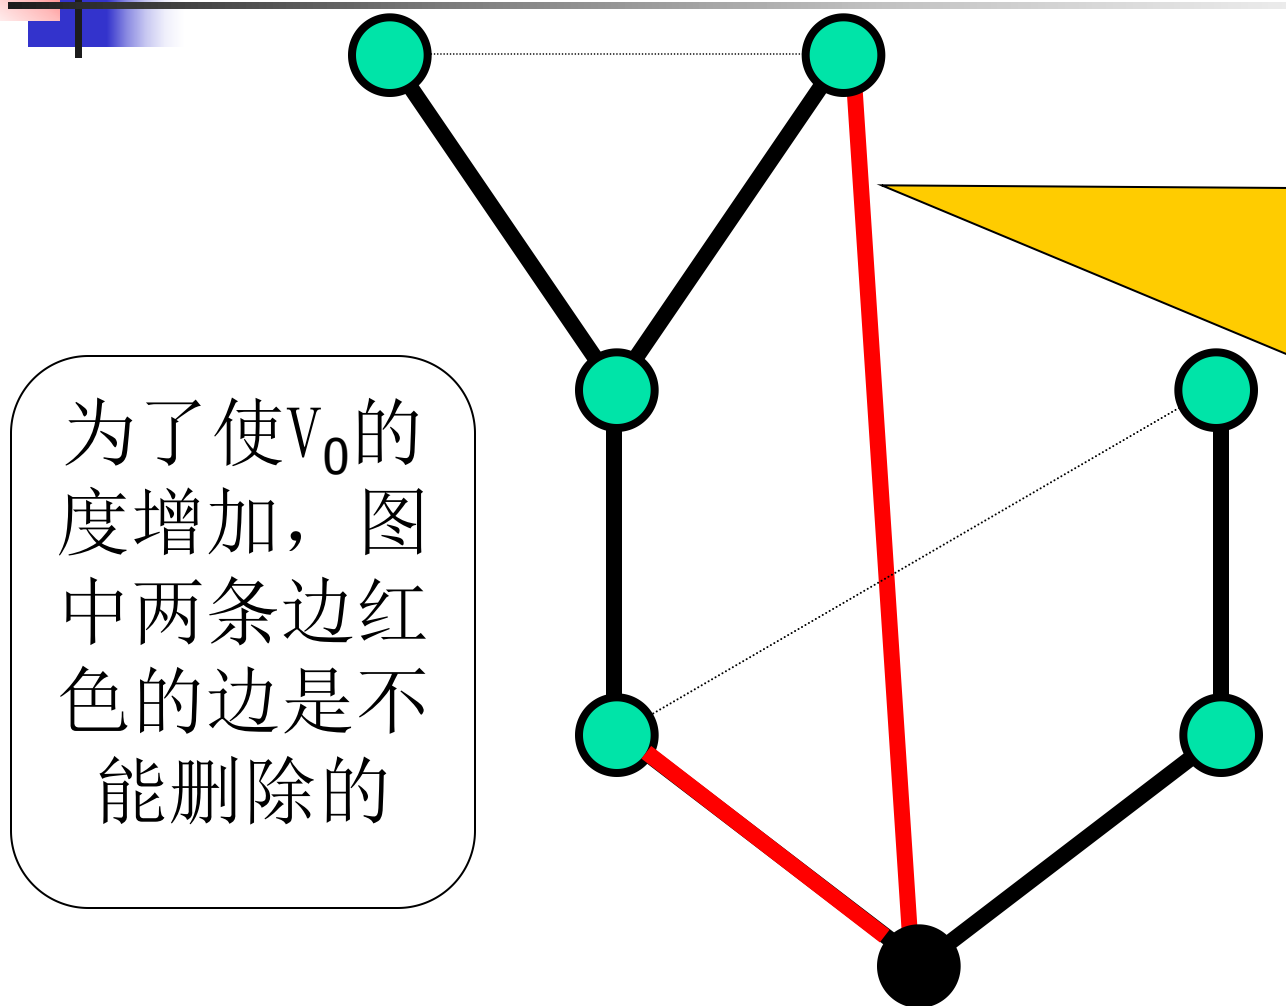 为了使V₀的
度增加，图
中两条边红
色的边是不
能删除的